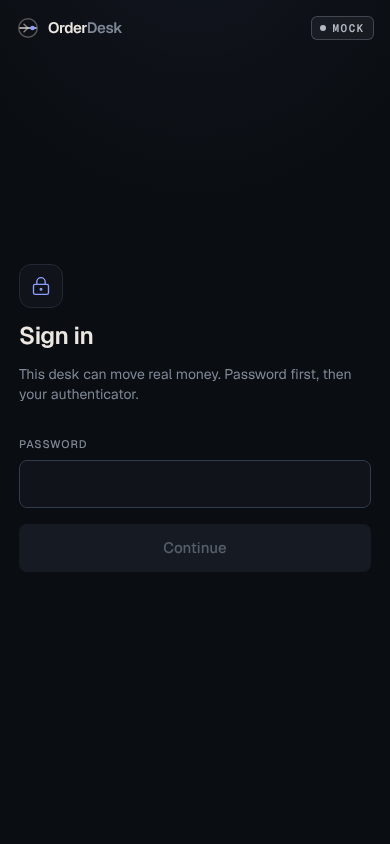 OrderDesk
MOCK
Sign in
This desk can move real money. Password first, then
your authenticator.
PASSWORD
Continue